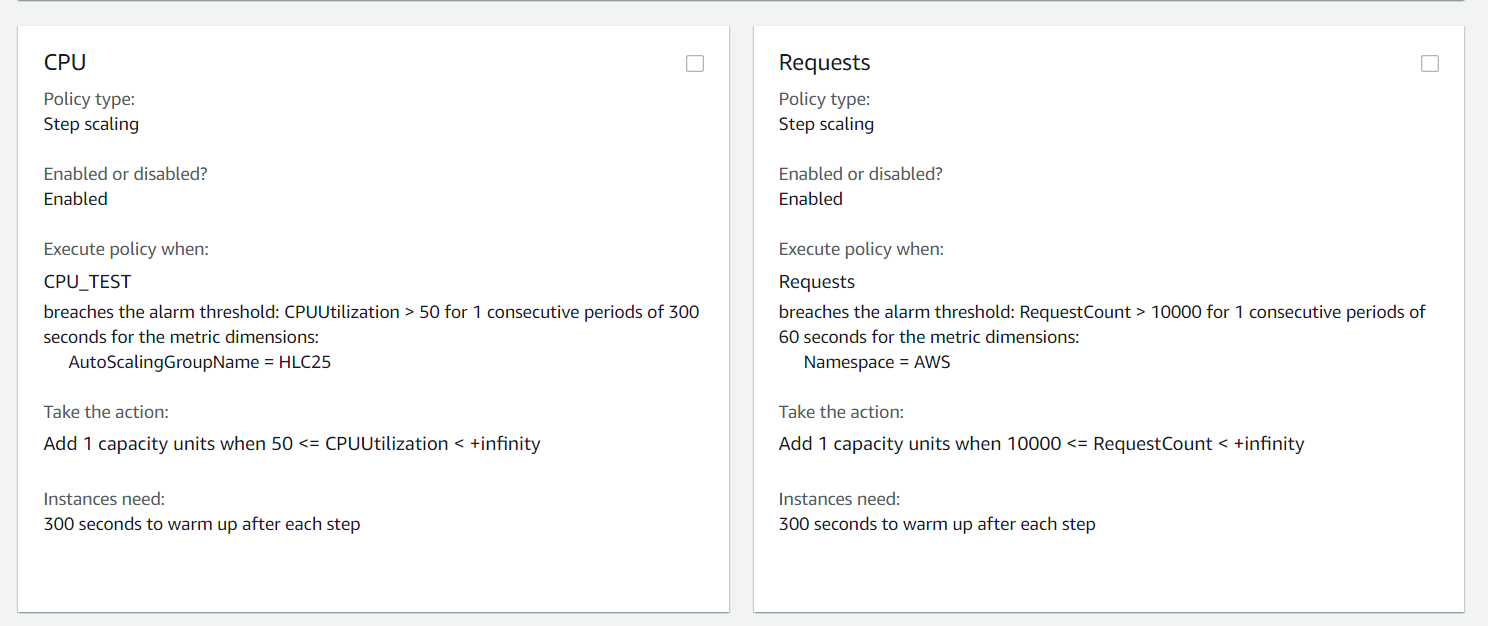 CPU
Policy type:
Step scaling
Enabled or disabled?
Enabled
Execute policy when:
CPU_TEST
breaches the alarm threshold: CPUUtilization > 50 for 1 consecutive periods of 300
seconds for the metric dimensions:
AutoScalingGroupName = HLC25
Take the action:
Add 1 capacity units when 50 <= CPUUtilization < +infinity
Instances need:
300 seconds to warm up after each step
Requests
Policy type:
Step scaling
Enabled or disabled?
Enabled
Execute policy when:
Requests
breaches the alarm threshold: RequestCount > 10000 for 1 consecutive periods of
60 seconds for the metric dimensions:
Namespace = AWS
Take the action:
Add 1 capacity units when 10000 <= RequestCount < +infinity
Instances need:
300 seconds to warm up after each step